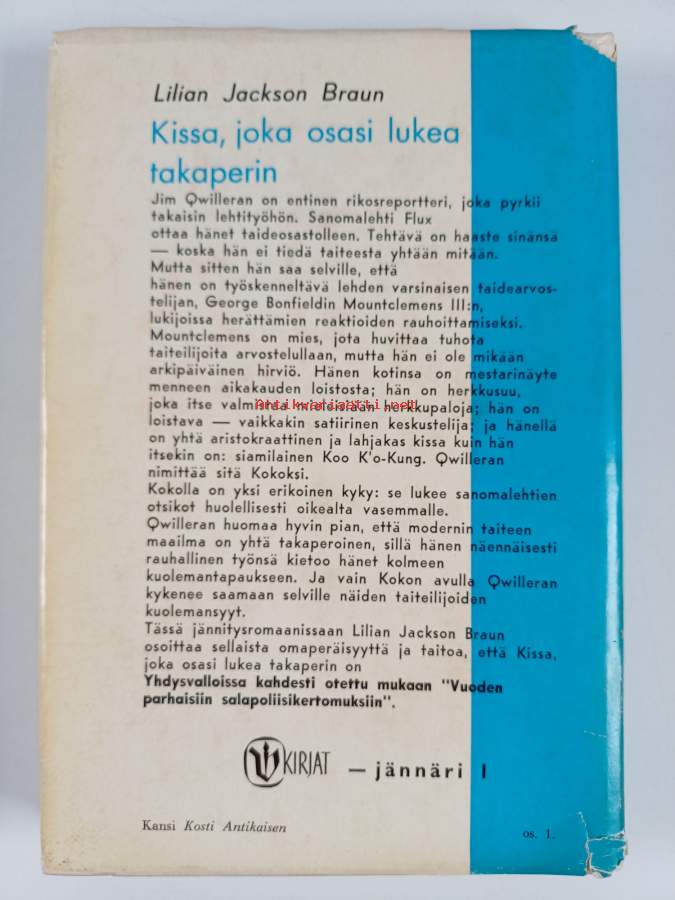 Lilian Jackson Braun
Kissa, joka osasi lukea
takaperin
Jim Qwilleran on entinen rikosreportteri, joka pyrkii
takaisin lehtityöhön. Sanomalehti Flux
ottaa hänet taideosastolleen. Tehtävä on haaste sinänsä
— koska hän ei tiedä taiteesta yhtään mitään.
Mutta sitten hän saa selville, että
hänen on työskenneltävä lehden varsinaisen taidearvos-
telijan, George Bonfieldin Mountclemens III:n,
lukijoissa herättämien reaktioiden rauhoittamiseksi.
Mountclemens on mies, jota huvittaa tuhota
taiteilijoita arvostelullaan, mutta hän ei ole mikään
arkipäiväinen hirviö. Hänen kotinsa on mestarinäyte
menneen aikakauden loistosta; hän on herkkusuu,
joka itse valmistaa vieraissaan herkkupaloja; hän on
loistava — vaikkakin satiirinen keskustelija; ja hänellä
on yhtä aristokraattinen ja lahjakas kissa kuin hän
itsekin on: siamilainen Koo K'o-Kung. Qwilleran
nimittää sitä Kokoksi.
Kokolla on yksi erikoinen kyky: se lukee sanomalehtien
otsikot huolellisesti oikealta vasemmalle.
Qwilleran huomaa hyvin pian, että modernin taiteen
maailma on yhtä takaperoinen, sillä hänen näennäisesti
rauhallinen työnsä kietoo hänet kolmeen
kuolemantapaukseen. Ja vain Kokon avulla Qwilleran
kykenee saamaan selville näiden taiteilijoiden
kuolemansyyt.
Tässä jännitysromaanissaan Lilian Jackson Braun
osoittaa sellaista omaperäisyyttä ja taitoa, että Kissa,
joka osasi lukea takaperin on
Yhdysvalloissa kahdesti otettu mukaan "Vuoden
parhaisiin salapoliisikertomuksiin".
V KIRJAT — jännäri 1
Kansi Kosti Antikaisen
os. 1.
Antikvariaatti.net